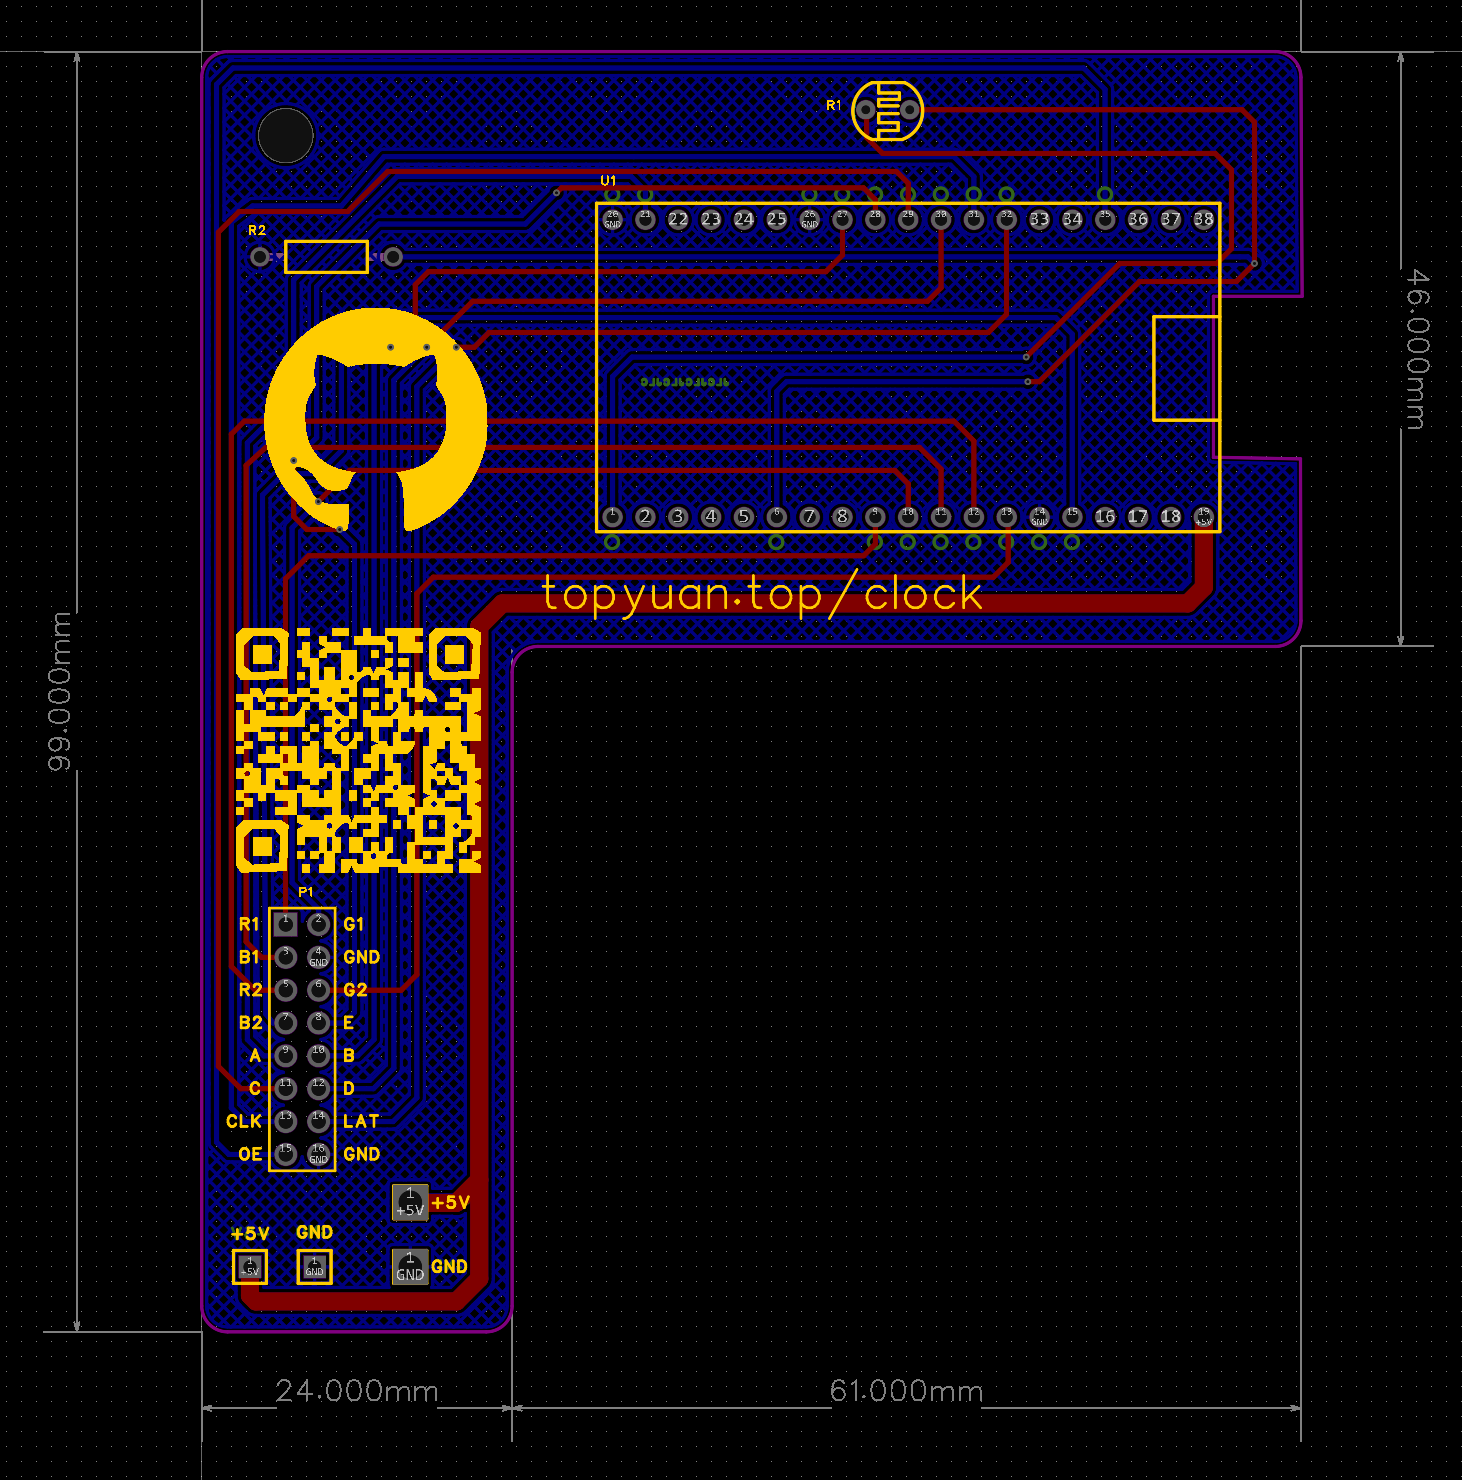 R1
U1
20 GND 21 22 23 24 25 26 GND 27 28 29 30 31 32 33 34 35 36 37 38
R2
46.000mm
1 2 3 4 5 6 7 8 9 10 11 12 13 14 GND 15 16 17 18 19 +5V
topyuan.top/clock
99.000mm
P1
R1 1 2 G1
B1 3 4 GND GND
R2 5 6 G2
B2 7 8 E
A 9 10 B
C 11 12 D
CLK 13 14 LAT
OE 15 16 GND GND
1 +5V +5V
+5V GND
1 +5V 1 GND 1 GND GND
24.000mm 61.000mm